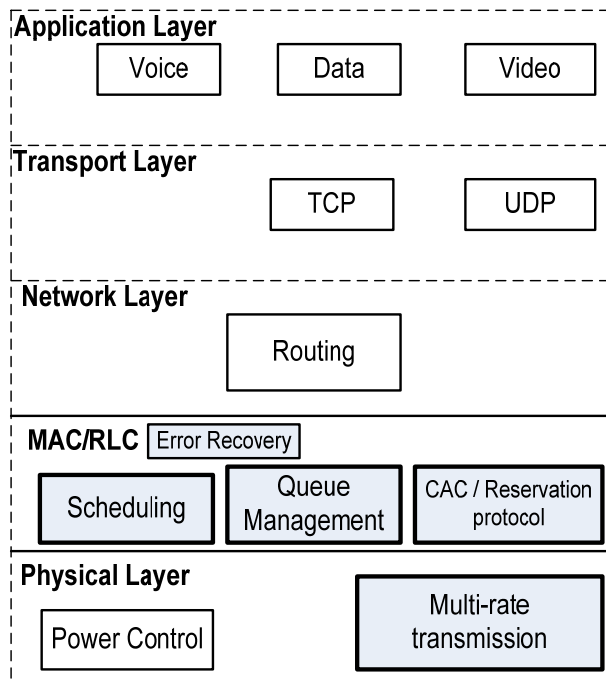 Application Layer
Voice
Data
Video
Transport Layer
TCP
UDP
Network Layer
Routing
MAC/RLC
Error Recovery
Scheduling
Queue
Management
CAC / Reservation
protocol
Physical Layer
Power Control
Multi-rate
transmission